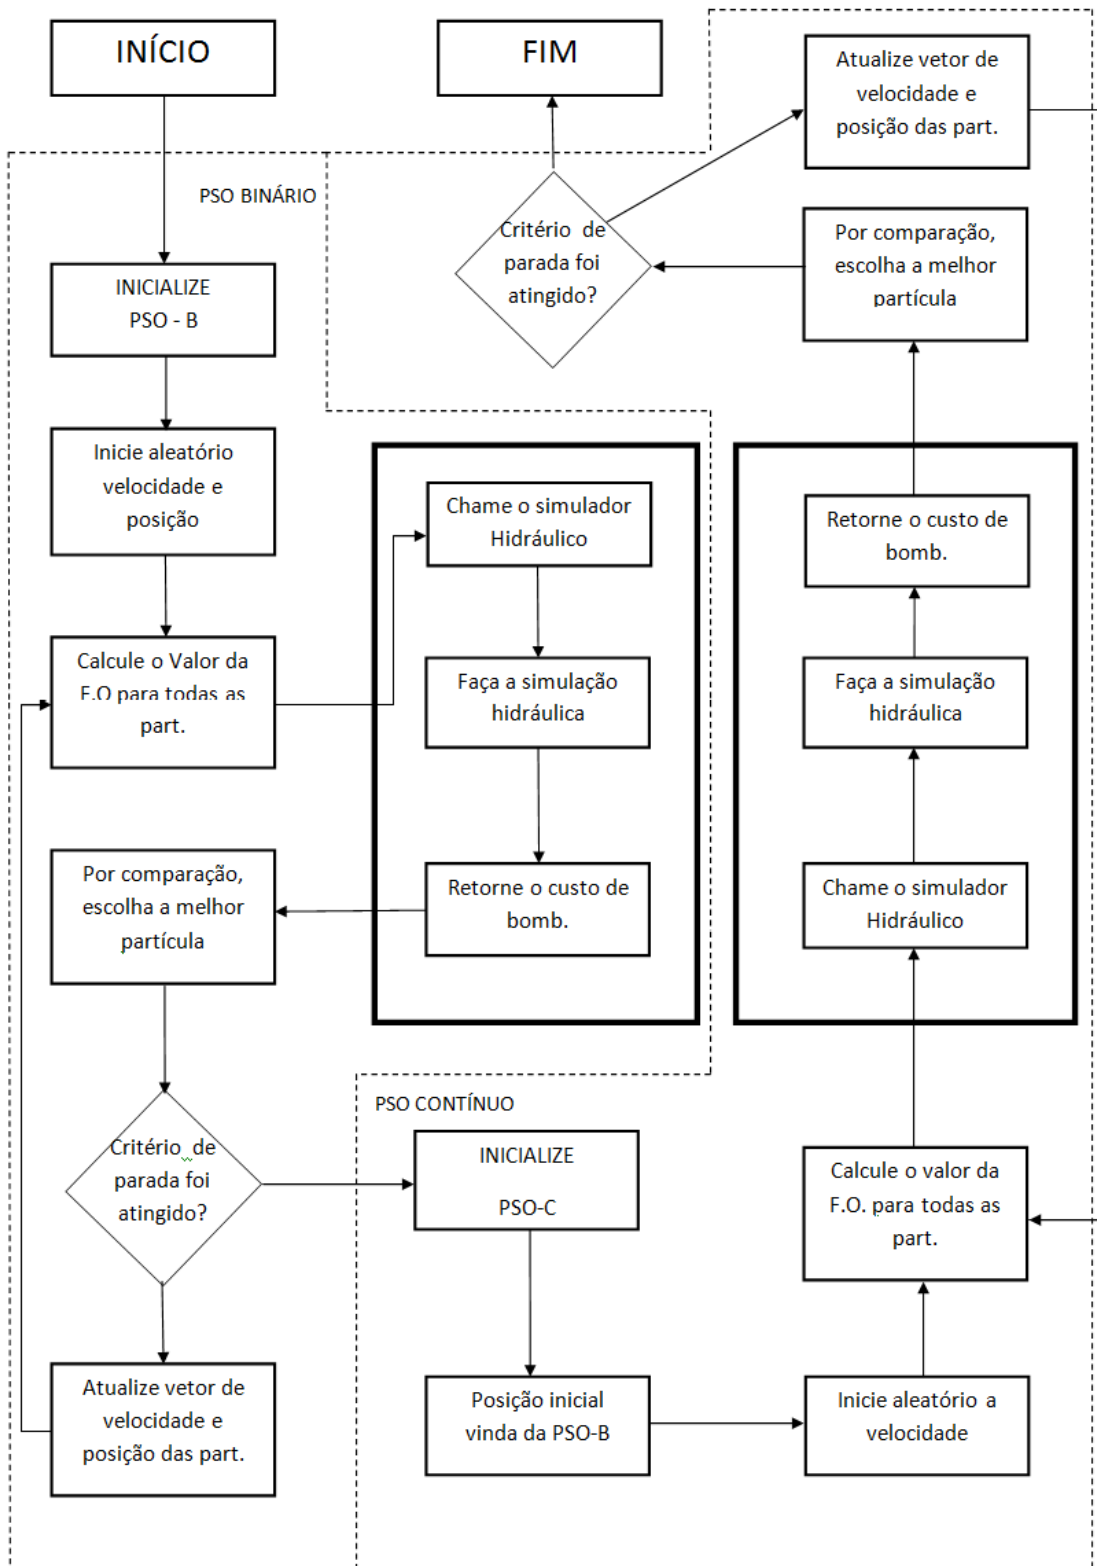 INÍCIO
FIM
Atualize vetor de
velocidade e
posição das part.
PSO BINÁRIO
Critério de
parada foi
atingido?
Por comparação,
escolha a melhor
partícula
INICIALIZE
PSO - B
Inicie aleatório
velocidade e
posição
Chame o simulador
Hidráulico
Retorne o custo de
bomb.
Calcule o Valor da
F.O para todas as
part.
Faça a simulação
hidráulica
Faça a simulação
hidráulica
Por comparação,
escolha a melhor
partícula
Retorne o custo de
bomb.
Chame o simulador
Hidráulico
PSO CONTÍNUO
Critério de
parada foi
atingido?
INICIALIZE
PSO-C
Calcule o valor da
F.O. para todas as
part.
Atualize vetor de
velocidade e
posição das part.
Posição inicial
vinda da PSO-B
Inicie aleatório a
velocidade